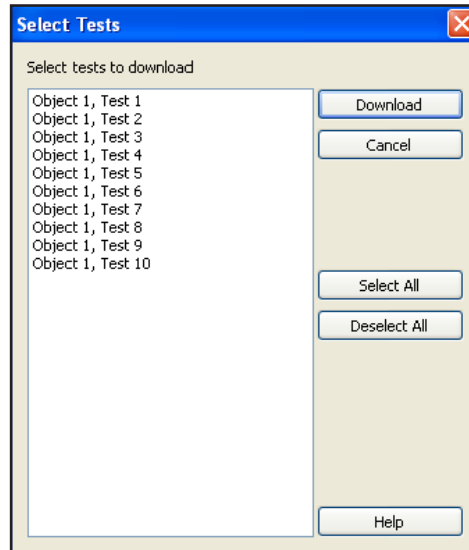 Select Tests
Select tests to download
Object 1, Test 1
Object 1, Test 2
Object 1, Test 3
Object 1, Test 4
Object 1, Test 5
Object 1, Test 6
Object 1, Test 7
Object 1, Test 8
Object 1, Test 9
Object 1, Test 10
Download
Cancel
Select All
Deselect All
Help